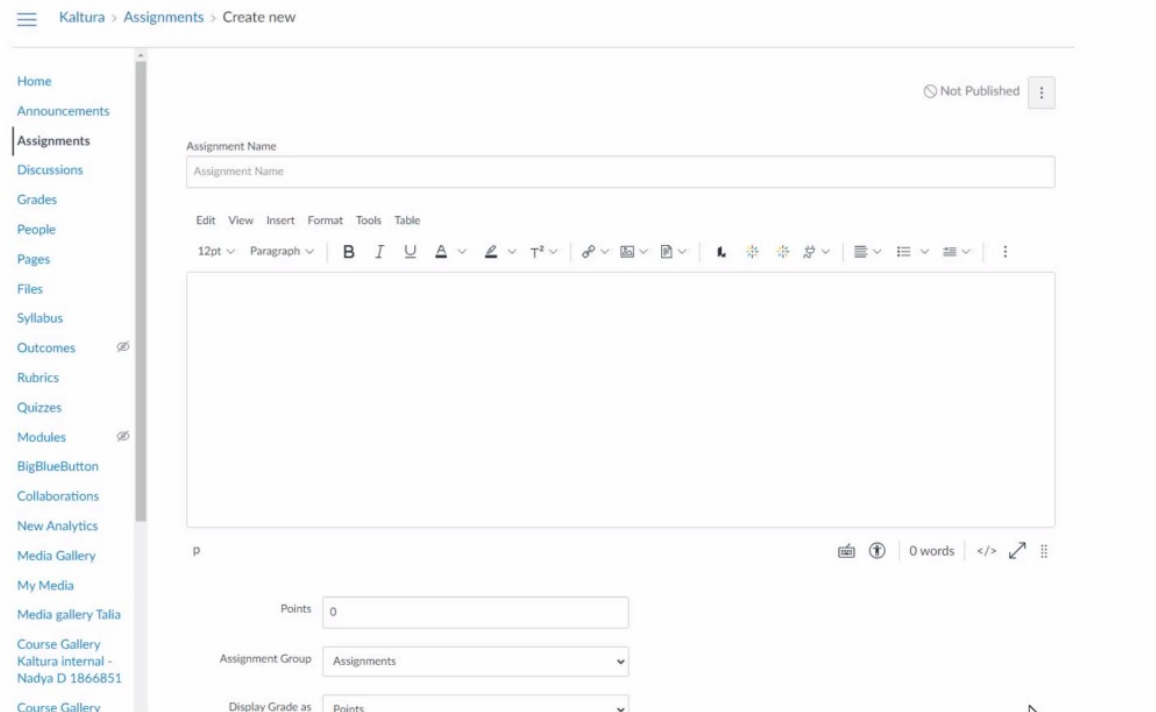 Kaltura > Assignments > Create new
Not Published
Home
Announcements
Assignments
Discussions
Grades
People
Pages
Files
Syllabus
Outcomes
Rubrics
Quizzes
Modules
BigBlueButton
Collaborations
New Analytics
Media Gallery
My Media
Media gallery Talia
Course Gallery
Kaltura internal -
Nadya D 1866851
Course Gallery
Assignment Name
Assignment Name
Edit View Insert Format Tools Table
12pt Paragraph B I U A T²
p
0 words </>
Points 0
Assignment Group Assignments
Display Grade as Points